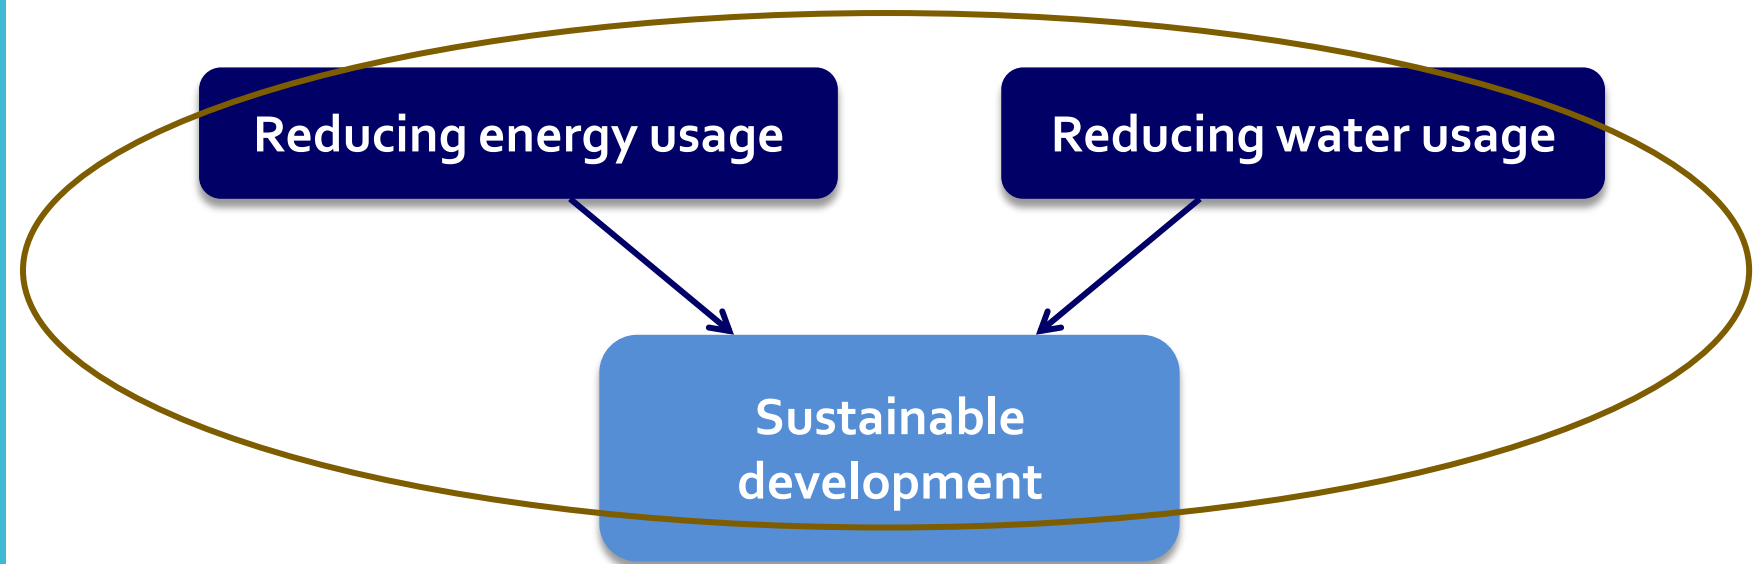 Reducing energy usage
Reducing water usage
Sustainable
development